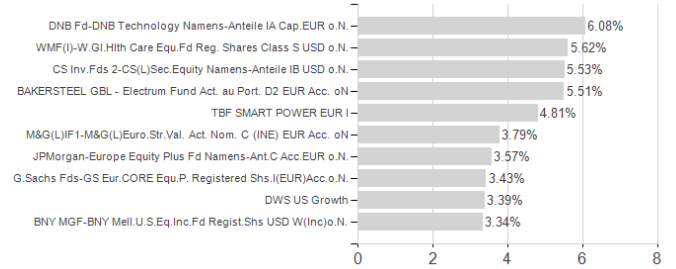 DNB Fd-DNB Technology Namens-Anteile IA Cap.EUR o.N. 6.08%
WMF(I)-W.Gl.Hlth Care Equ.Fd Reg. Shares Class S USD o.N. 5.62%
CS Inv.Fds 2-CS(L)Sec.Equity Namens-Anteile IB USD o.N. 5.53%
BAKERSTEEL GBL - Electrum Fund Act. au Port. D2 EUR Acc. oN 5.51%
TBF SMART POWER EUR I 4.81%
M&G(L)IF1-M&G(L)Euro.Str.Val. Act. Nom. C (INE) EUR Acc. oN 3.79%
JPMorgan-Europe Equity Plus Fd Namens-Ant.C Acc.EUR o.N. 3.57%
G.Sachs Fds-GS Eur.CORE Equ.P. Registered Shs.I(EUR)Acc.o.N. 3.43%
DWS US Growth 3.39%
BNY MGF-BNY Mell.U.S.Eq.Inc.Fd Regist.Shs USD W(Inc)o.N. 3.34%
0 2 4 6 8